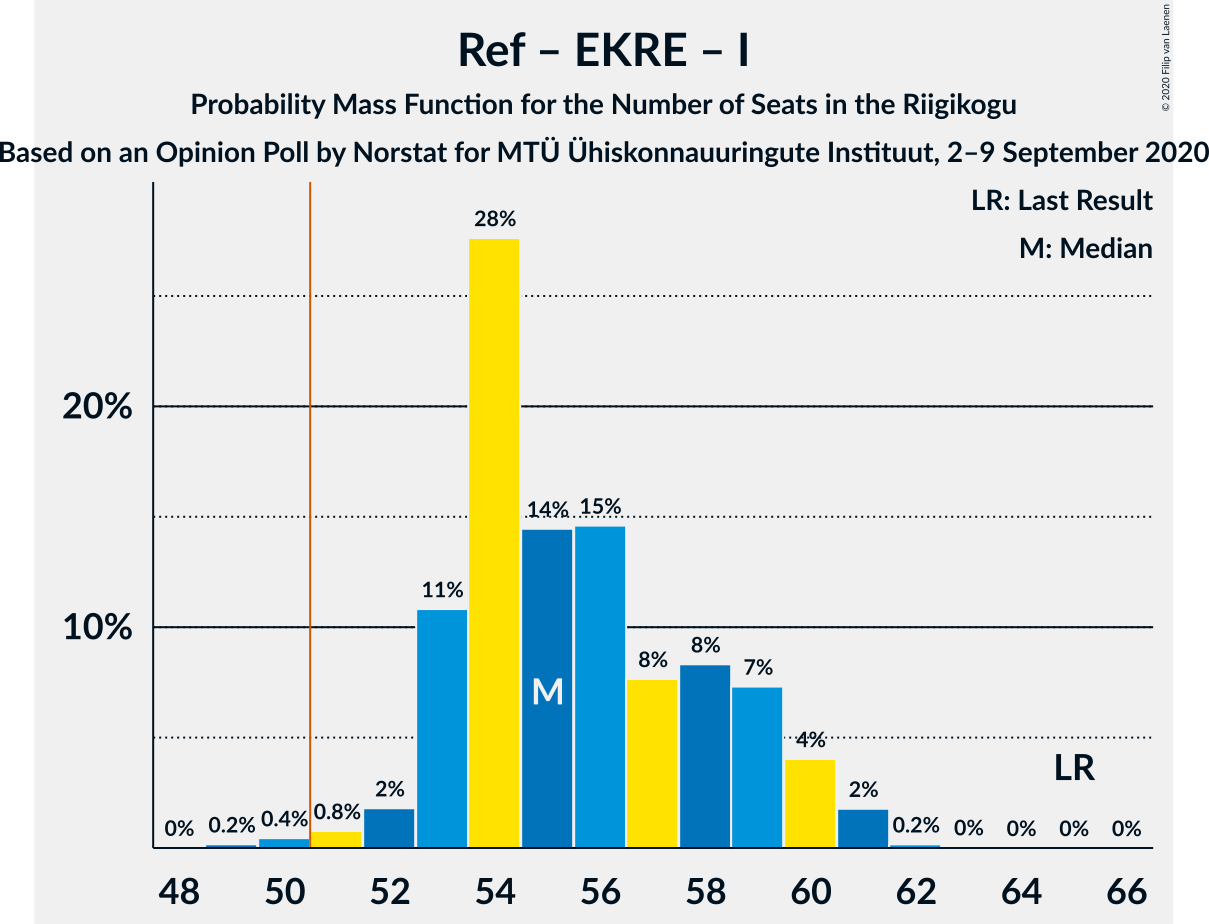 Ref – EKRE – I
Probability Mass Function for the Number of Seats in the Riigikogu
Based on an Opinion Poll by Norstat for MTÜ Ühiskonnauuringute Instituut, 2–9 September 2020
© 2020 Filip van Laenen
LR: Last Result
M: Median
28%
20%
14% 15%
11%
10%
8% 8% 7%
M
4%
LR
0% 0.2% 0.4% 0.8% 2% 2% 0.2% 0% 0% 0% 0%
48 50 52 54 56 58 60 62 64 66